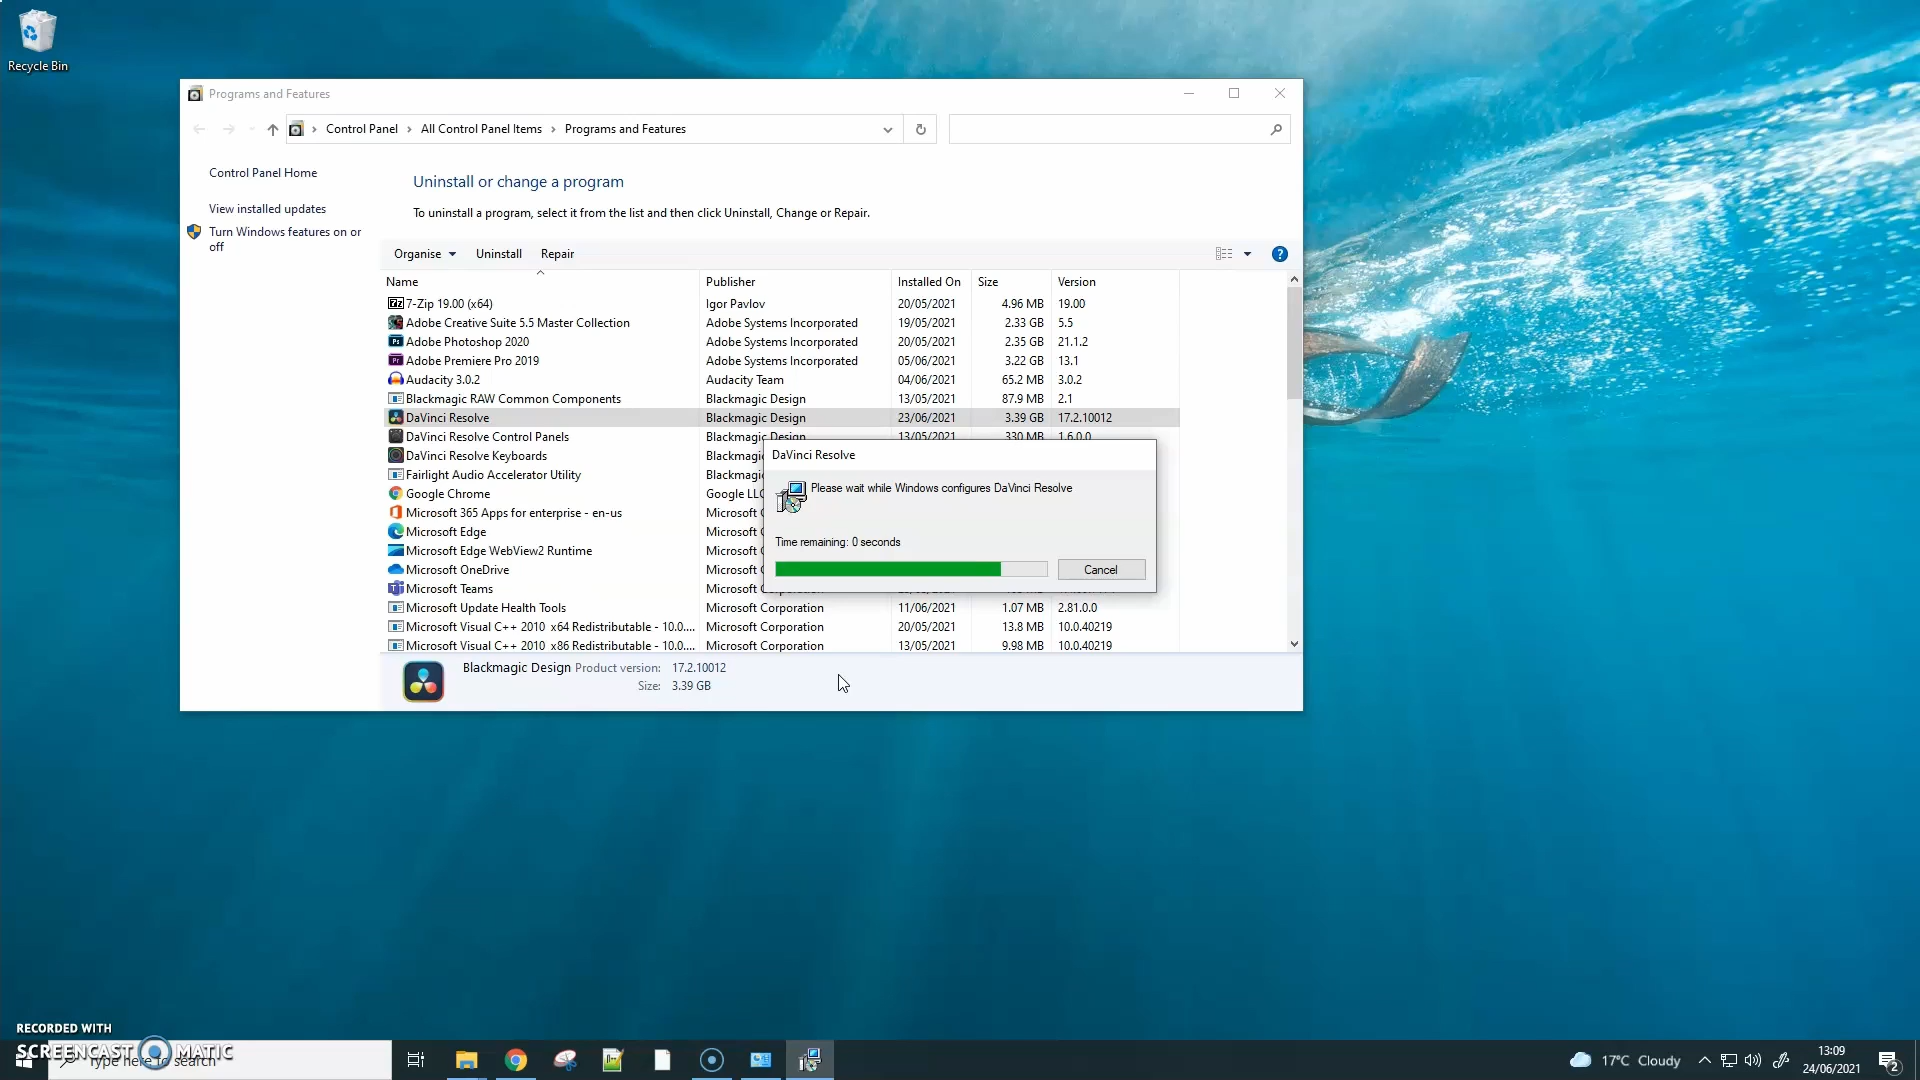 Recycle Bin
Programs and Features
Control Panel > All Control Panel Items > Programs and Features
Control Panel Home
View installed updates
Turn Windows features on or
off
Uninstall or change a program
To uninstall a program, select it from the list and then click Uninstall, Change or Repair.
Organise Uninstall Repair
Name Publisher Installed On Size Version
7-Zip 19.00 (x64) Igor Pavlov 20/05/2021 4.96 MB 19.00
Adobe Creative Suite 5.5 Master Collection Adobe Systems Incorporated 19/05/2021 2.33 GB 5.5
Adobe Photoshop 2020 Adobe Systems Incorporated 20/05/2021 2.35 GB 21.1.2
Adobe Premiere Pro 2019 Adobe Systems Incorporated 05/06/2021 3.22 GB 13.1
Audacity 3.0.2 Audacity Team 04/06/2021 65.2 MB 3.0.2
Blackmagic RAW Common Components Blackmagic Design 13/05/2021 87.9 MB 2.1
DaVinci Resolve Blackmagic Design 23/06/2021 3.39 GB 17.2.10012
DaVinci Resolve Control Panels Blackmagic Design 13/05/2021 330 MB 1.6.0.0
DaVinci Resolve Keyboards Blackma
Fairlight Audio Accelerator Utility Blackma
Google Chrome Google LLC
Microsoft 365 Apps for enterprise - en-us Microsoft
Microsoft Edge Microsoft
Microsoft Edge WebView2 Runtime Microsoft
Microsoft OneDrive Microsoft
Microsoft Teams Microsoft
Microsoft Update Health Tools Microsoft Corporation 11/06/2021 1.07 MB 2.81.0.0
Microsoft Visual C++ 2010 x64 Redistributable - 10.0.... Microsoft Corporation 20/05/2021 13.8 MB 10.0.40219
Microsoft Visual C++ 2010 x86 Redistributable - 10.0.... Microsoft Corporation 13/05/2021 9.98 MB 10.0.40219
DaVinci Resolve
Please wait while Windows configures DaVinci Resolve
Time remaining: 0 seconds
Cancel
Blackmagic Design Product version: 17.2.10012
Size: 3.39 GB
RECORDED WITH
SCREENCAST MATIC
Type here to search
17°C Cloudy
13:09
24/06/2021
2